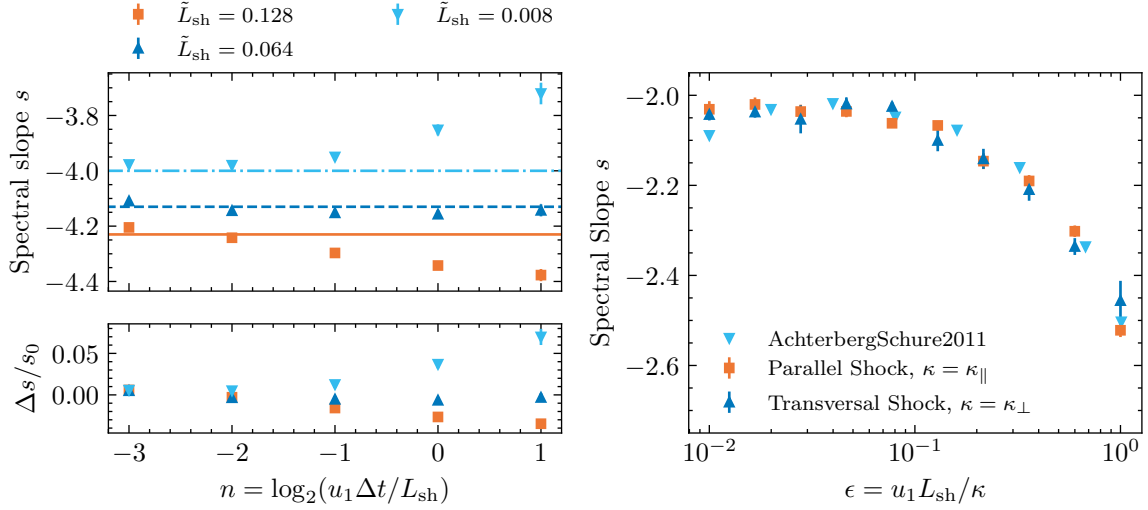 L̃sh = 0.128
L̃sh = 0.064
L̃sh = 0.008
Spectral slope s
−3.8
−4.0
−4.2
−4.4
Δs/s₀
0.05
0.00
−3 −2 −1 0 1
n = log₂(u₁Δt/Lsh)
Spectral Slope s
−2.0
−2.2
−2.4
−2.6
AchterbergSchure2011
Parallel Shock, κ = κ∥
Transversal Shock, κ = κ⊥
10⁻² 10⁻¹ 10⁰
ϵ = u₁Lsh/κ